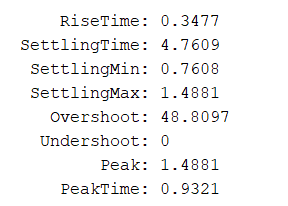 RiseTime: 0.3477
SettlingTime: 4.7609
SettlingMin: 0.7608
SettlingMax: 1.4881
Overshoot: 48.8097
Undershoot: 0
Peak: 1.4881
PeakTime: 0.9321